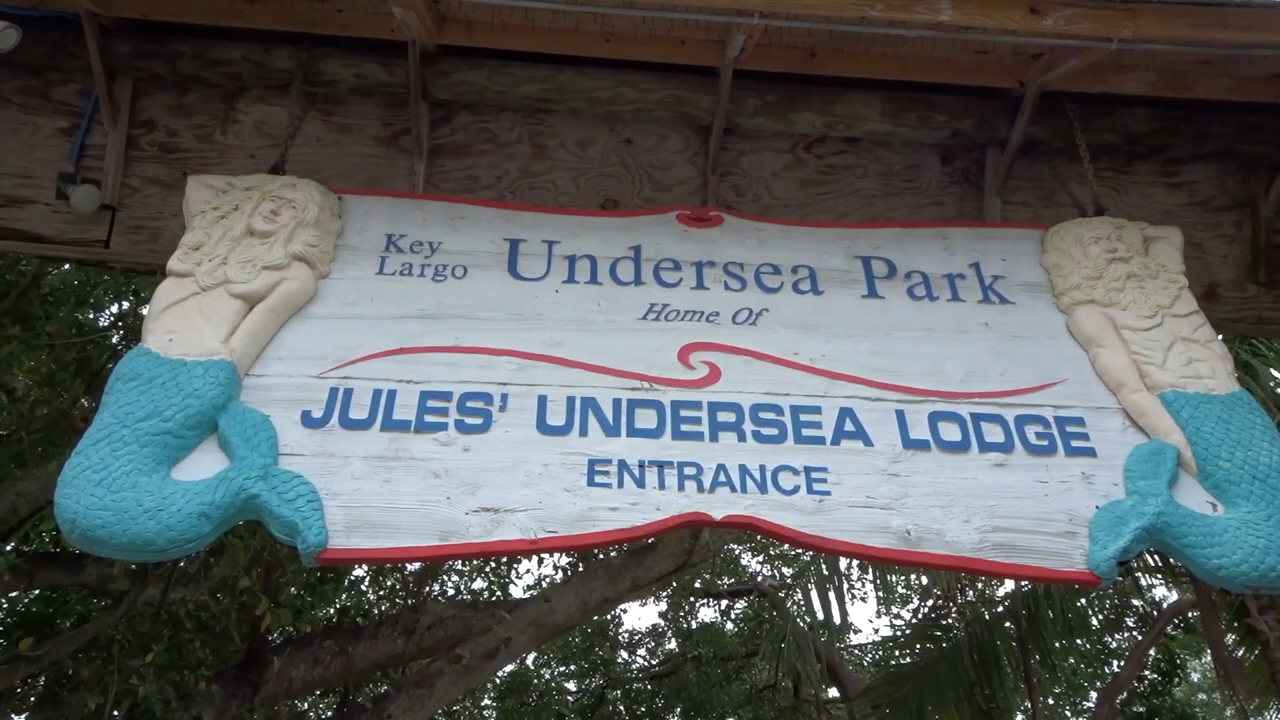 Key
Largo
Undersea Park
Home Of
JULES' UNDERSEA LODGE
ENTRANCE